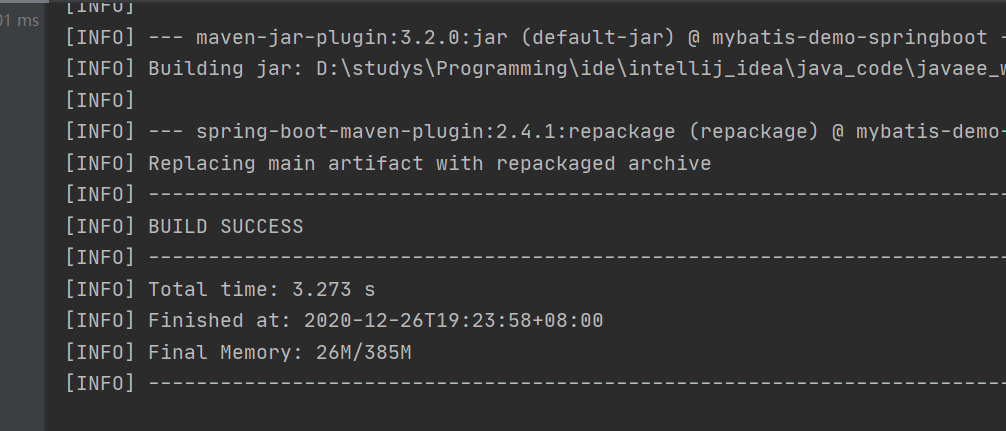 01 ms
[INFO]
[INFO] --- maven-jar-plugin:3.2.0:jar (default-jar) @ mybatis-demo-springboot -
[INFO] Building jar: D:\studys\Programming\ide\intellij_idea\java_code\javaee_w
[INFO]
[INFO] --- spring-boot-maven-plugin:2.4.1:repackage (repackage) @ mybatis-demo-
[INFO] Replacing main artifact with repackaged archive
[INFO] ------------------------------------------------------------------------
[INFO] BUILD SUCCESS
[INFO] ------------------------------------------------------------------------
[INFO] Total time: 3.273 s
[INFO] Finished at: 2020-12-26T19:23:58+08:00
[INFO] Final Memory: 26M/385M
[INFO] ------------------------------------------------------------------------